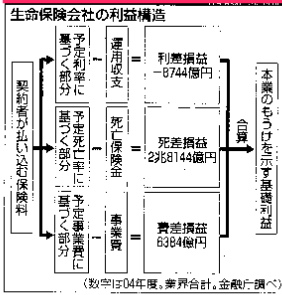 生命保険会社の利益構造
契約者が払い込む保険料
予定利率に
基づく部分
－
運用収支
＝
利差損益
－8744億円
予定死亡率に
基づく部分
－
死亡保険金
＝
死差損益
2兆8144億円
予定事業費に
基づく部分
－
事業費
＝
費差損益
6384億円
合算
本業のもうけを示す基礎利益
(数字は04年度。業界合計。金融庁調べ)